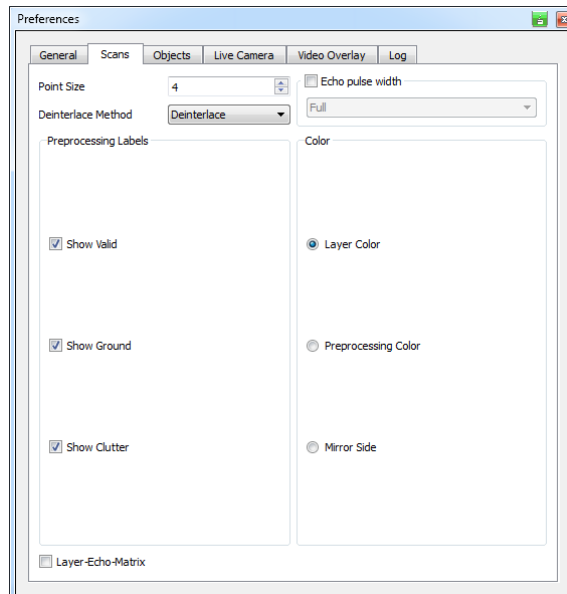 Preferences
General Scans Objects Live Camera Video Overlay Log
Point Size 4 Echo pulse width
Deinterlace Method Deinterlace Full
Preprocessing Labels Color
Show Valid Layer Color
Show Ground Preprocessing Color
Show Clutter Mirror Side
Layer-Echo-Matrix